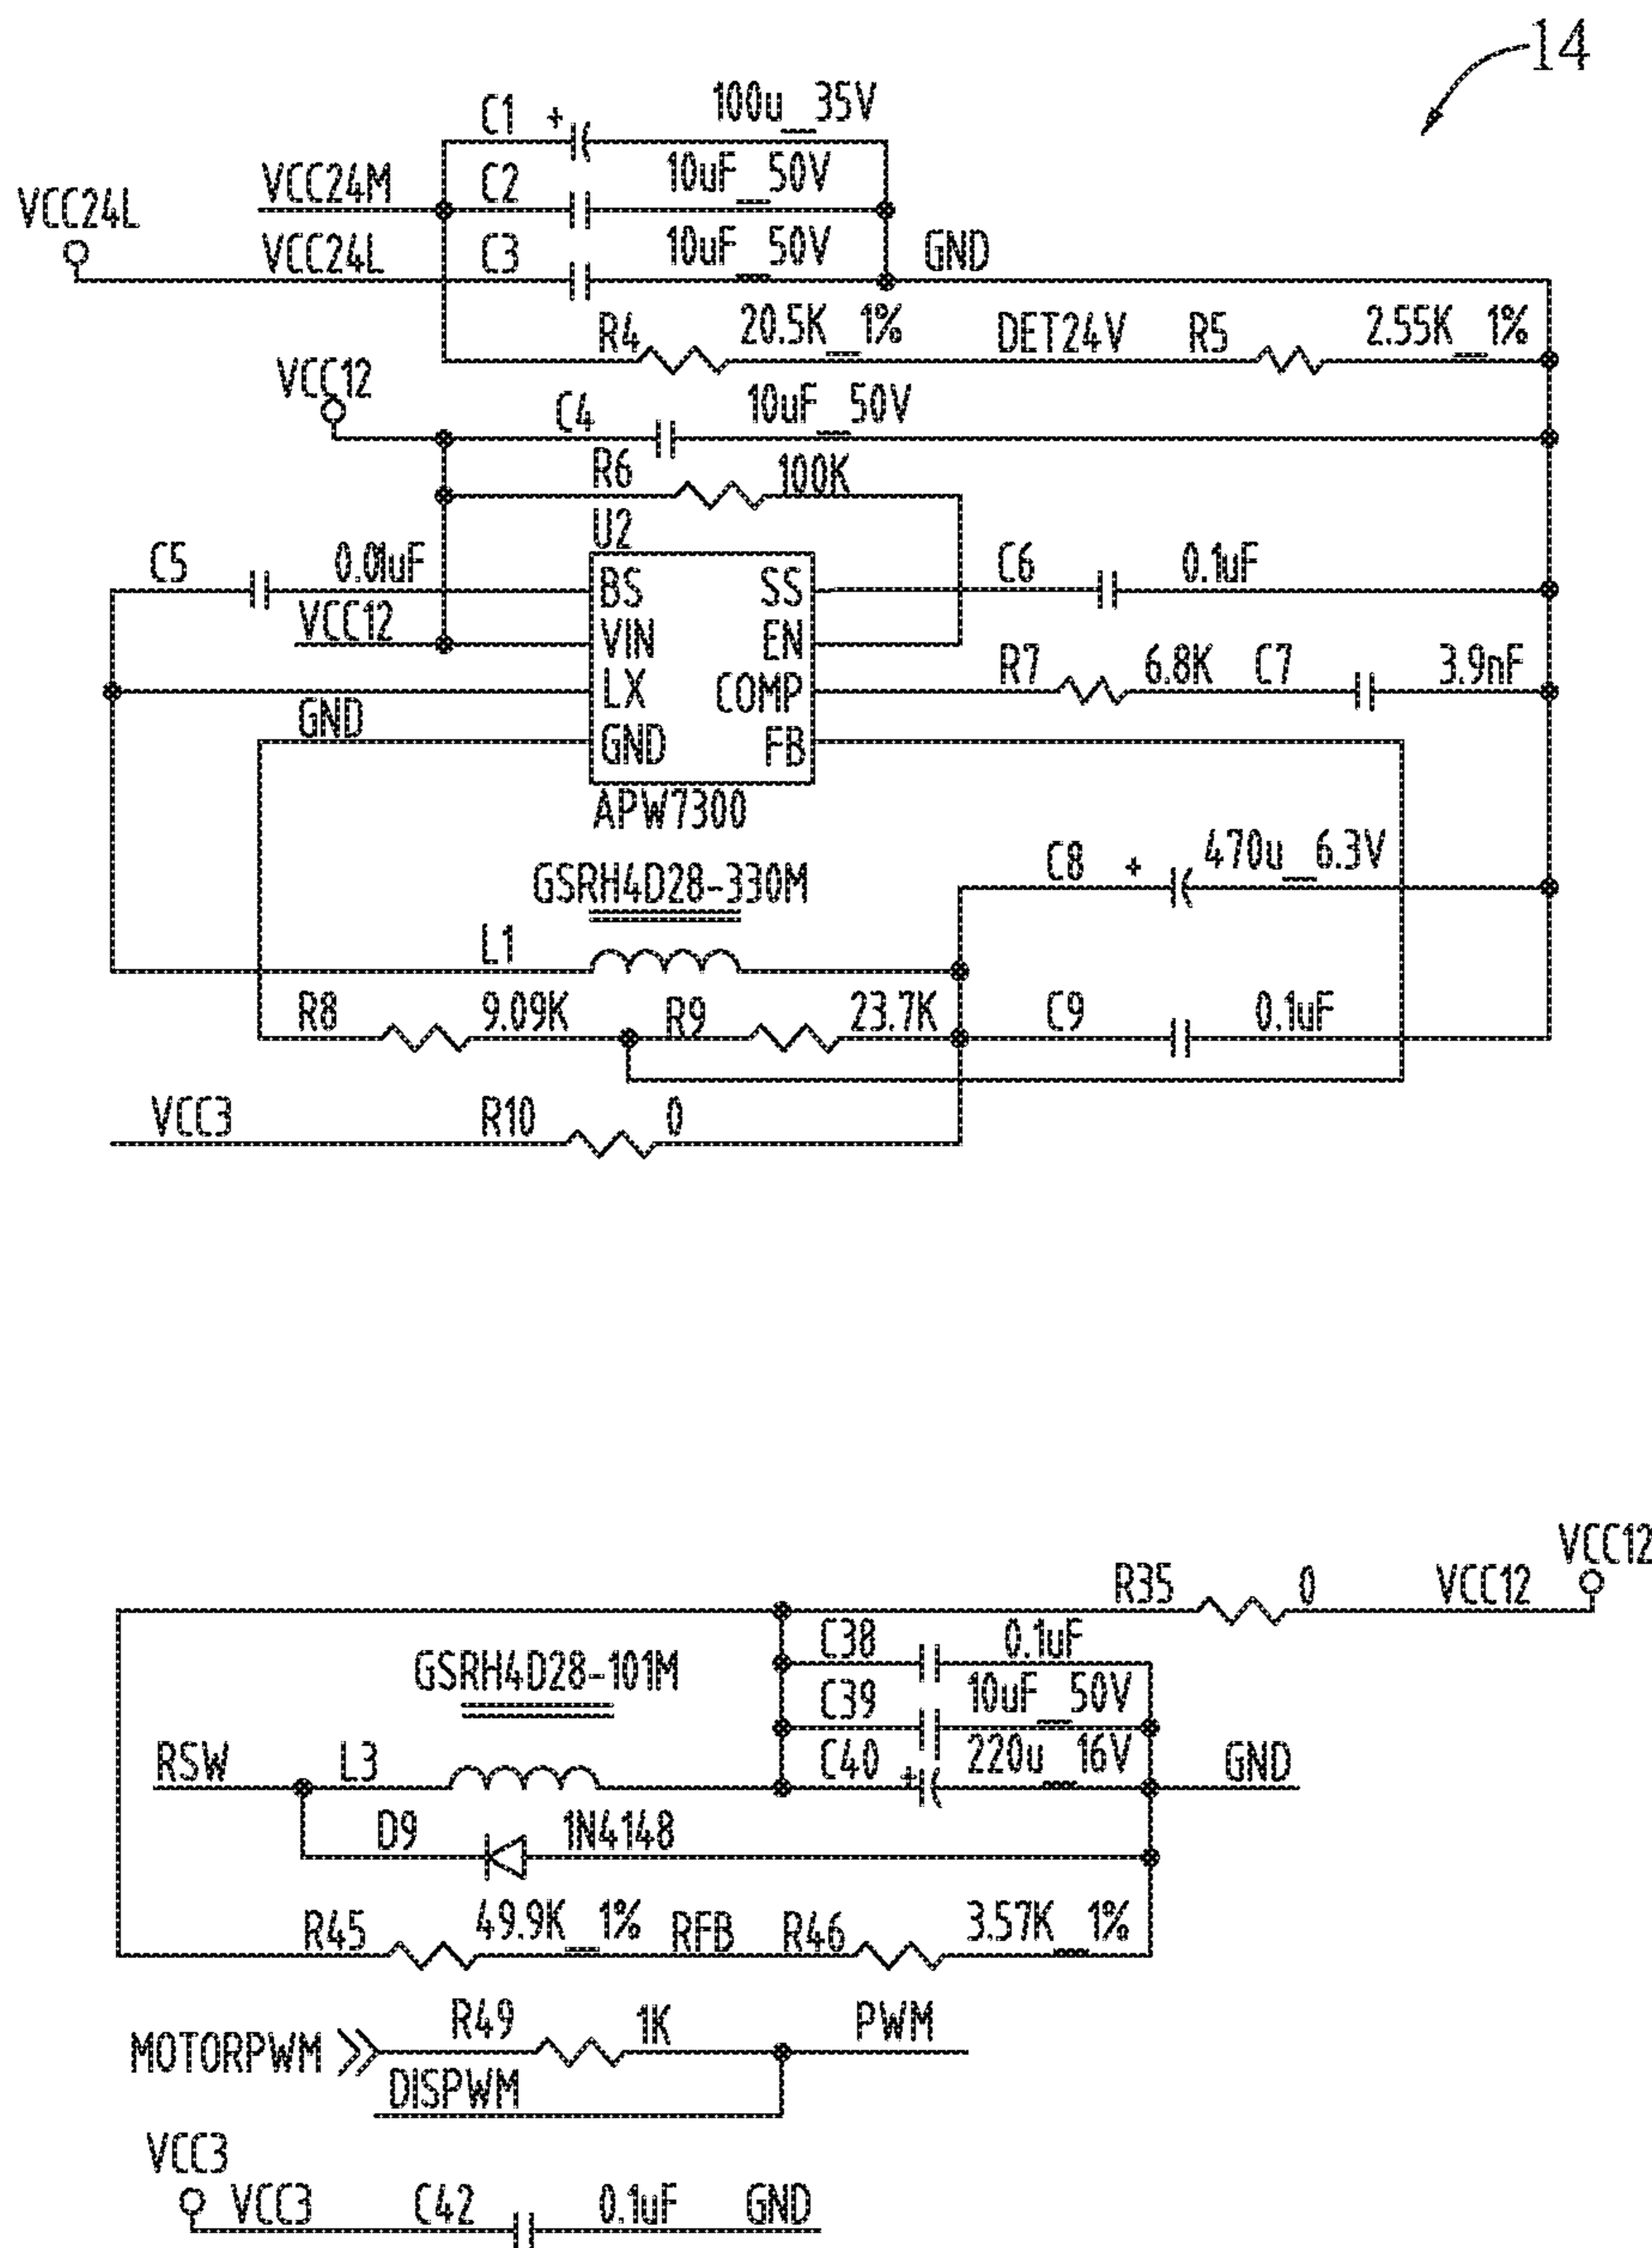 14
C1 + 100u_35V
VCC24M C2 10uF_50V
VCC24L VCC24L C3 10uF_50V GND
R4 20.5K_1% DET24V R5 2.55K_1%
VCC12 C4 10uF_50V
R6 100K
U2
C5 0.01uF BS SS C6 0.1uF
VCC12 VIN EN
LX COMP R7 6.8K C7 3.9nF
GND GND FB
APW7300
C8 + 470u_6.3V
GSRH4D28-330M
L1
R8 9.09K R9 23.7K C9 0.1uF
VCC3 R10 0
R35 0 VCC12 VCC12
C38 0.1uF
GSRH4D28-101M
C39 10uF_50V
RSW L3 C40 + 220u_16V GND
D9 1N4148
R45 49.9K_1% RFB R46 3.57K_1%
MOTORPWM R49 1K PWM
DISPWM
VCC3
VCC3 C42 0.1uF GND